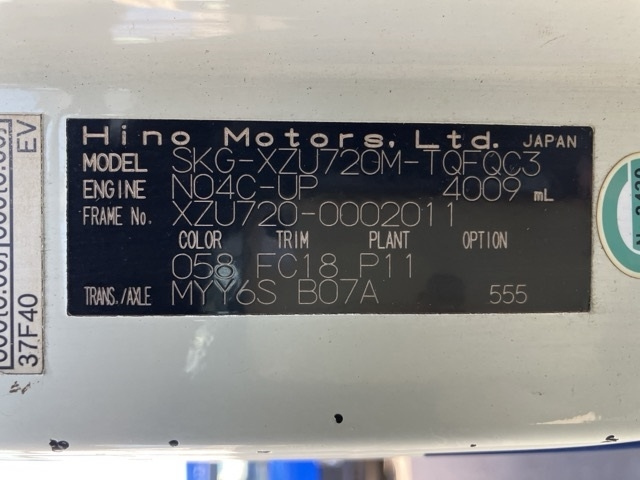 Hino Motors, Ltd. JAPAN
MODEL SKG-XZU720M-TQFQC3
ENGINE N04C-UP 4009 mL
FRAME No. XZU720-0002011
COLOR TRIM PLANT OPTION
058 FC18 P11
TRANS./AXLE MYY6S B07A 555
EV
37F40